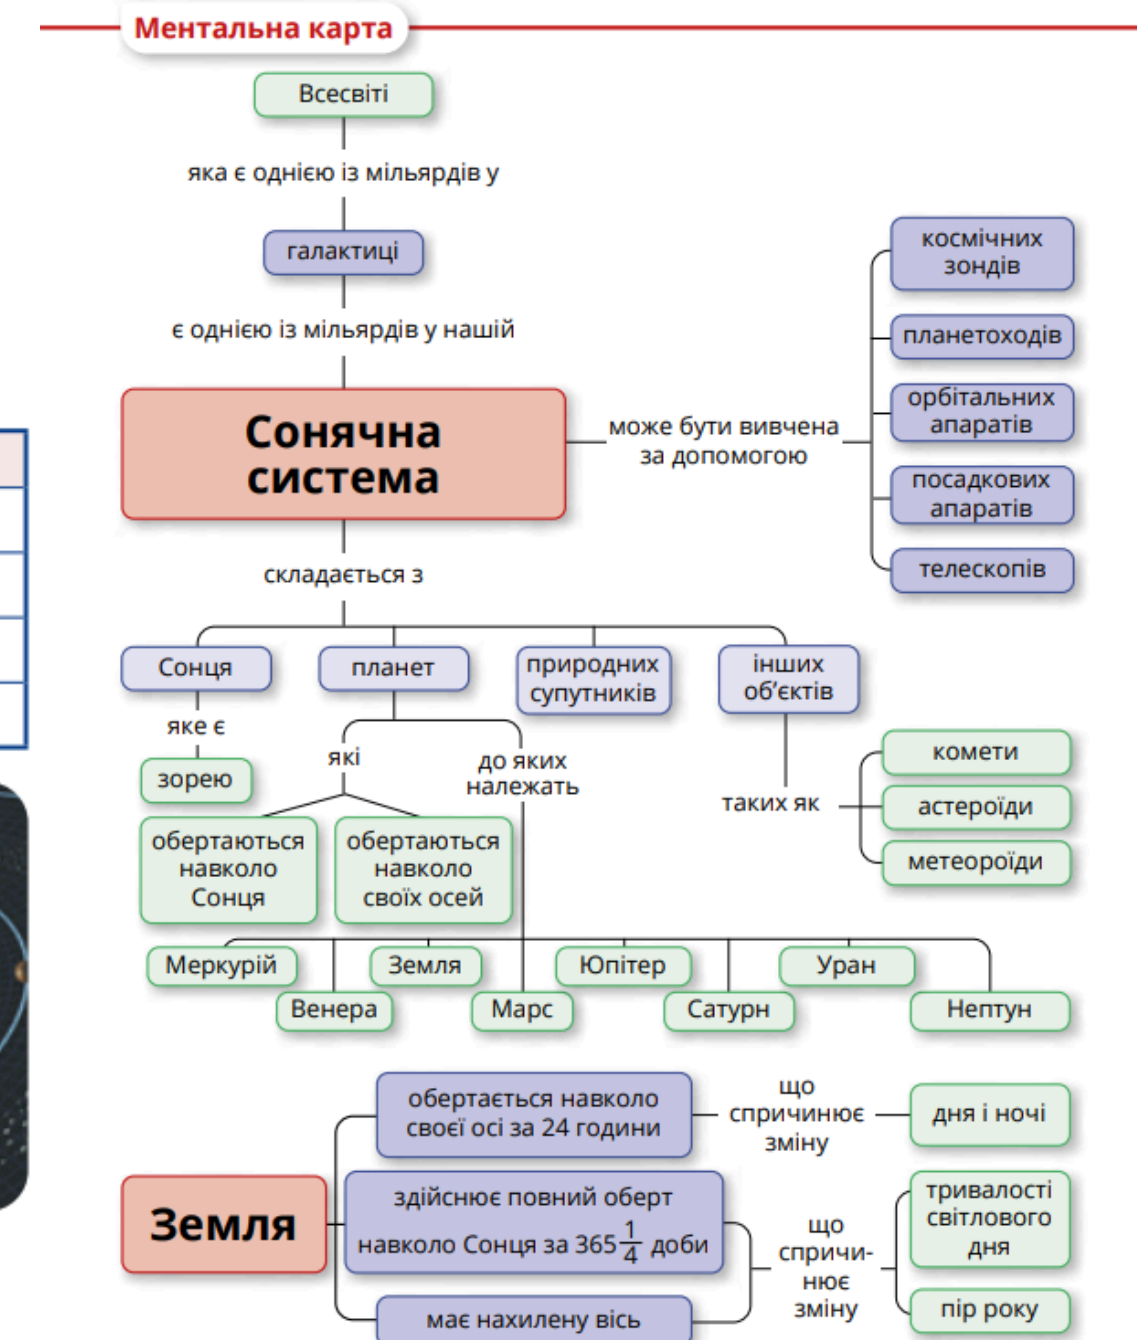 Ментальна карта
Всесвіті
яка є однією із мільярдів у
галактиці
є однією із мільярдів у нашій
Сонячна
система
може бути вивчена
за допомогою
космічних
зондів
планетоходів
орбітальних
апаратів
посадкових
апаратів
телескопів
складається з
Сонця
планет
природних
супутників
інших
об’єктів
яке є
зорею
які
обертаються
навколо
Сонця
обертаються
навколо
своїх осей
до яких
належать
таких як
комети
астероїди
метеороїди
Меркурій
Венера
Земля
Марс
Юпітер
Сатурн
Уран
Нептун
Земля
обертається навколо
своєї осі за 24 години
що
спричинює
зміну
дня і ночі
здійснює повний оберт
навколо Сонця за 365 1/4 доби
має нахилену вісь
що
спричи-
нює
зміну
тривалості
світлового
дня
пір року